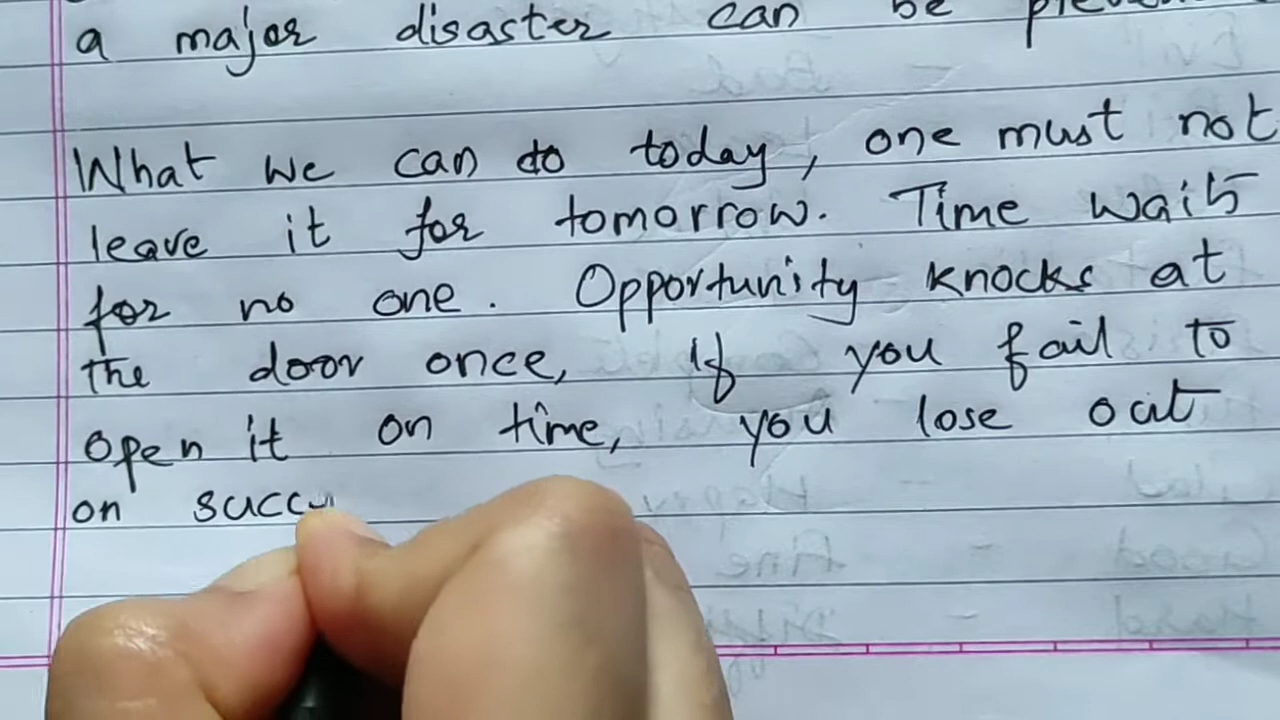 a major disaster can be
What we can do today, one must not
leave it for tomorrow. Time waits
for no one. Opportunity knocks at
the door once, If you fail to
open it on time, you lose out
on